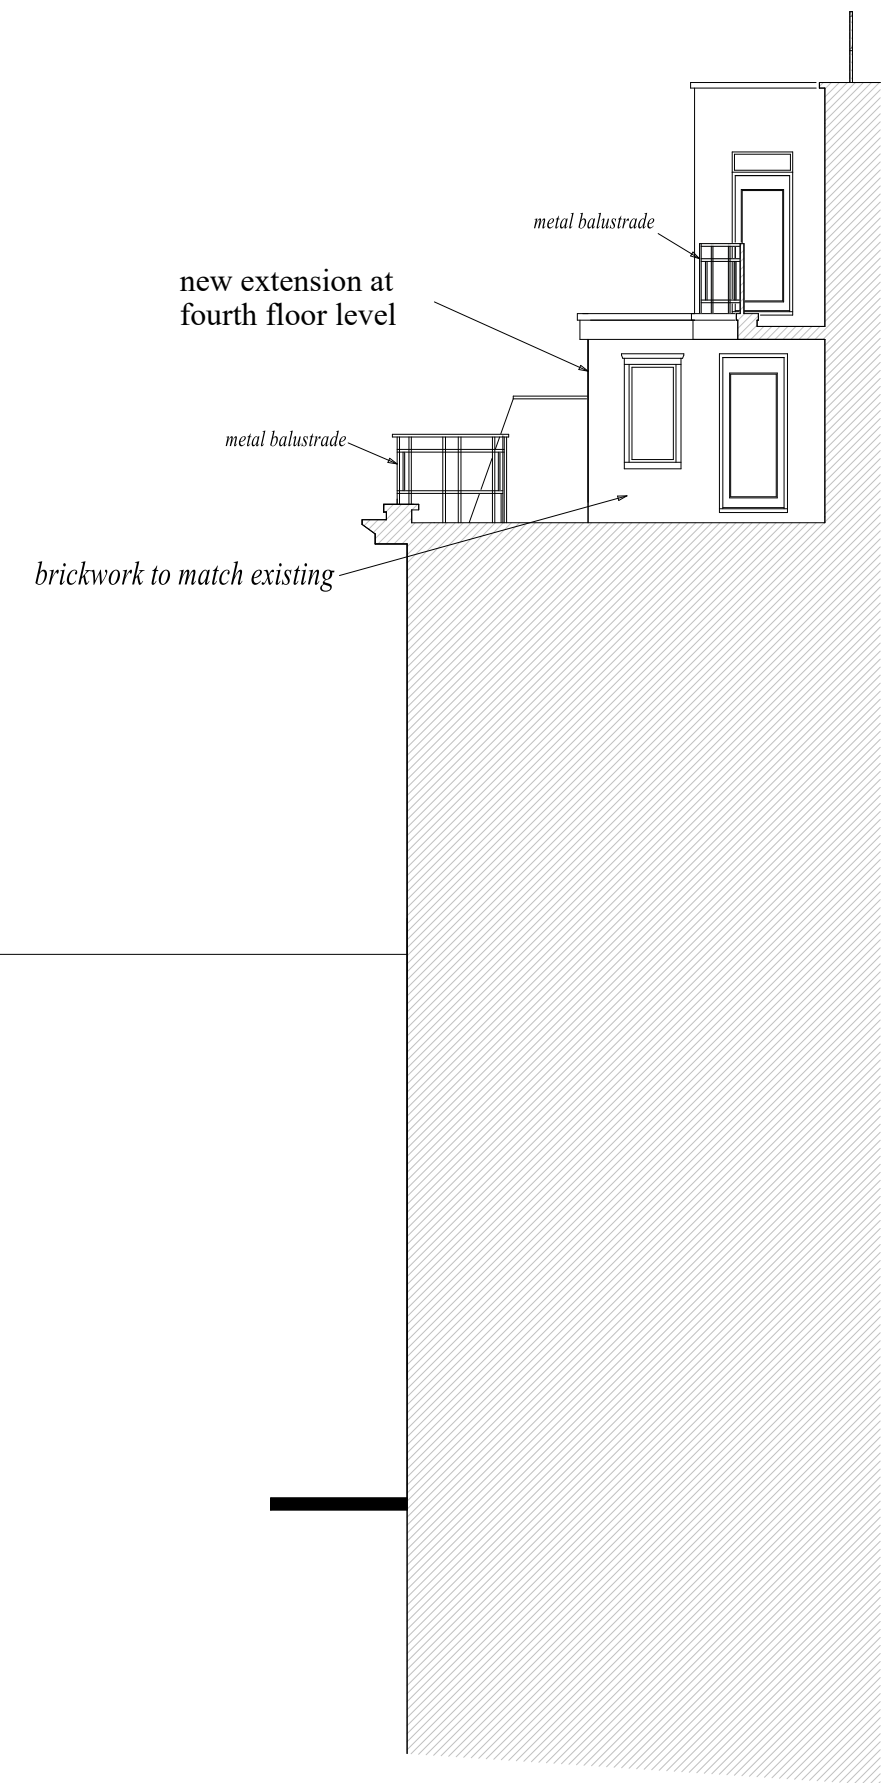 metal balustrade
new extension at
fourth floor level
metal balustrade
brickwork to match existing